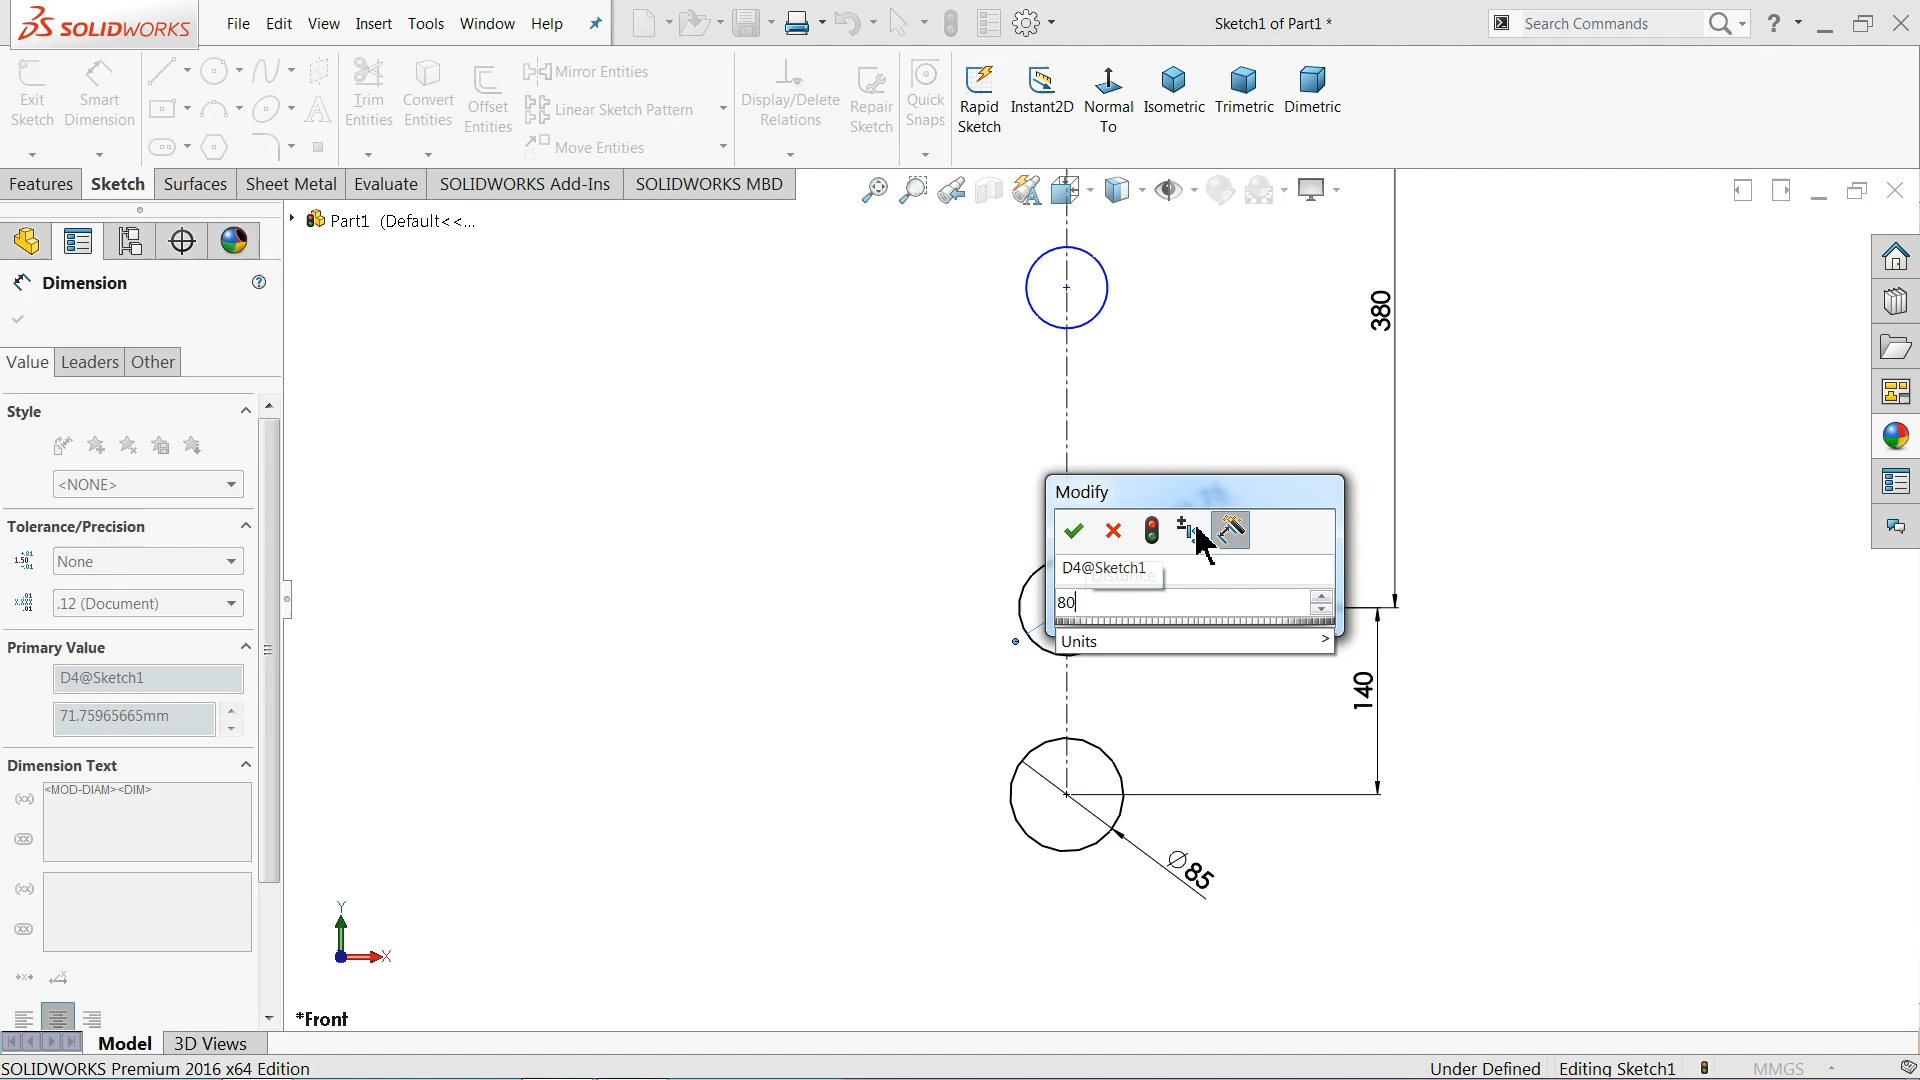 SOLIDWORKS File Edit View Insert Tools Window Help Sketch1 of Part1 * Search Commands ?
Exit Sketch
Smart Dimension
Trim Entities
Convert Entities
Offset Entities
Mirror Entities
Linear Sketch Pattern
Move Entities
Display/Delete Relations
Repair Sketch
Quick Snaps
Rapid Sketch
Instant2D
Normal To
Isometric
Trimetric
Dimetric
Features Sketch Surfaces Sheet Metal Evaluate SOLIDWORKS Add-Ins SOLIDWORKS MBD
Part1 (Default<<...
Dimension
Value Leaders Other
Style
<NONE>
Tolerance/Precision
None
.12 (Document)
Primary Value
D4@Sketch1
71.75965665mm
Dimension Text
<MOD-DIAM><DIM>
380
Modify
D4@Sketch1
80
Units >
140
∅85
Y
X
*Front
Model 3D Views
SOLIDWORKS Premium 2016 x64 Edition Under Defined Editing Sketch1 MMGS